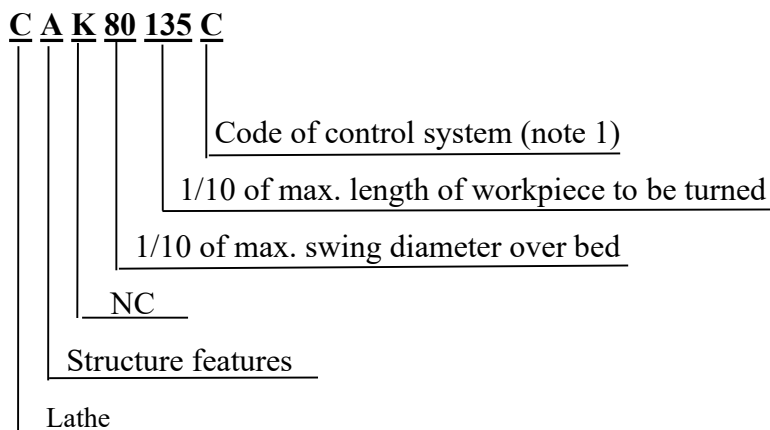 C A K 80 135 C
Code of control system (note 1)
1/10 of max. length of workpiece to be turned
1/10 of max. swing diameter over bed
NC
Structure features
Lathe